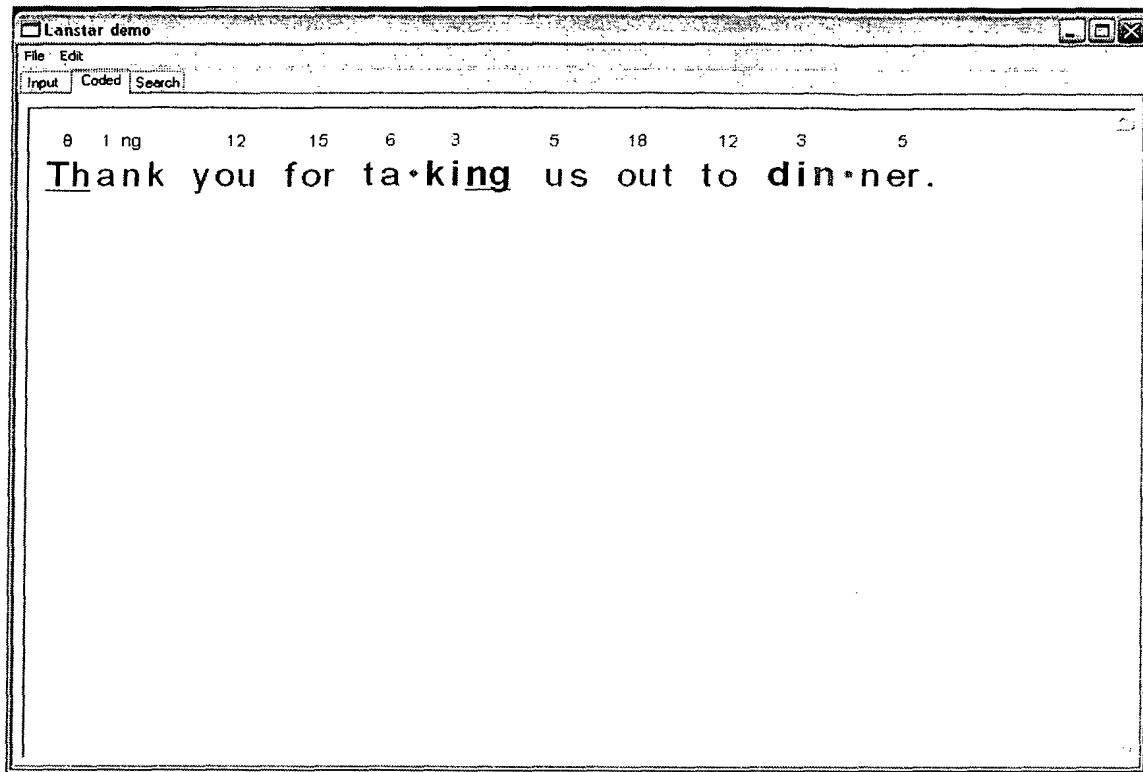 Lanstar demo
File Edit
Input Coded Search
θ 1 ng 12 15 6 3 5 18 12 3 5
Thank you for ta•king us out to din•ner.